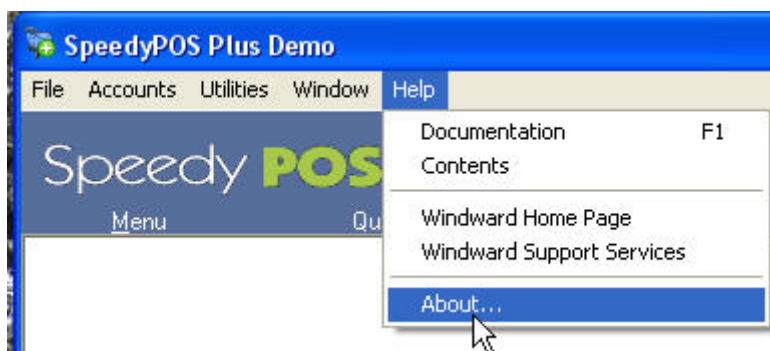 SpeedyPOS Plus Demo
File Accounts Utilities Window Help
Documentation F1
Contents
Windward Home Page
Windward Support Services
About...
Speedy POS
Menu Qu